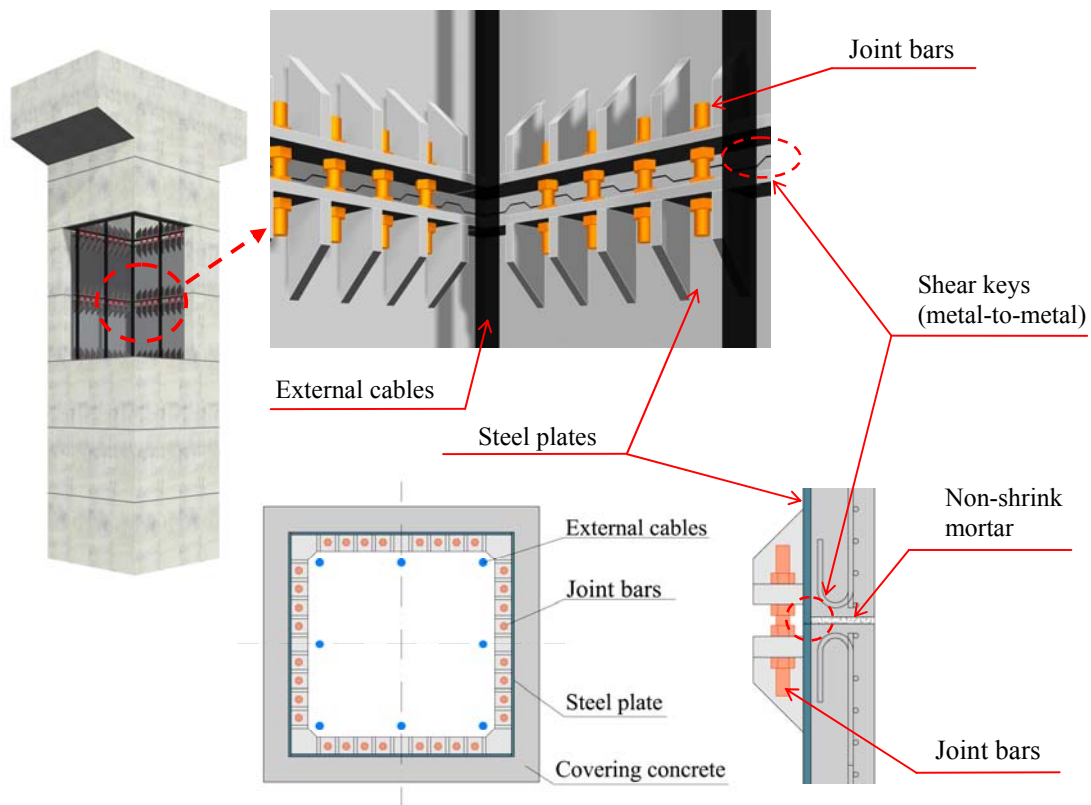 Joint bars
Shear keys
(metal-to-metal)
External cables
Steel plates
Non-shrink
mortar
External cables
Joint bars
Steel plate
Covering concrete
Joint bars